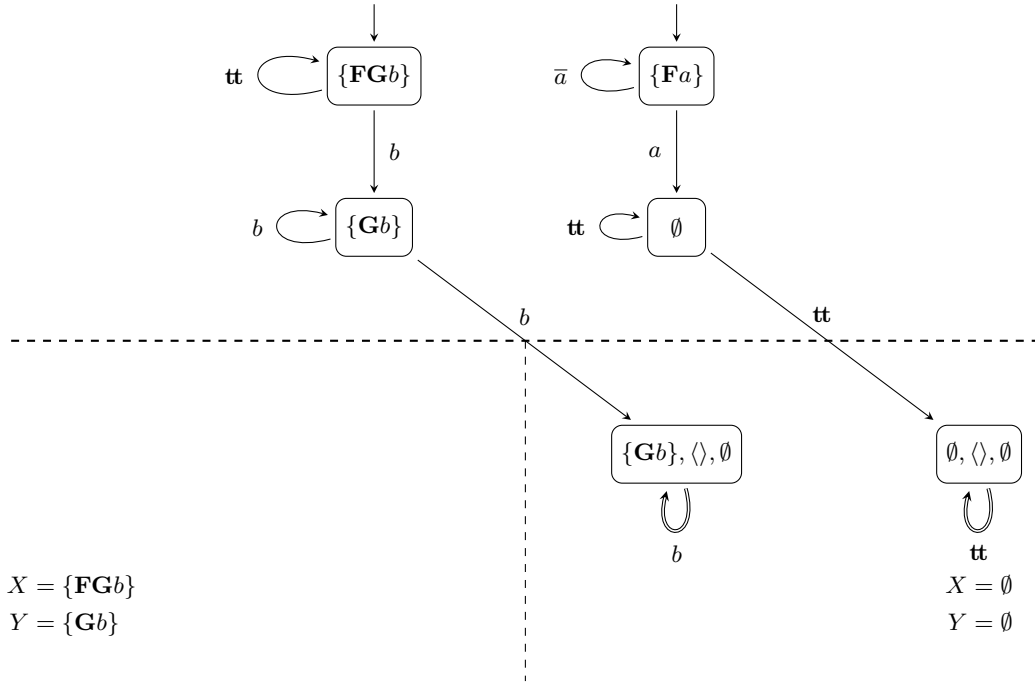 tt {FGb} a̅ {Fa}
b a
b {Gb} tt ∅
b tt
{Gb}, ⟨⟩, ∅ ∅, ⟨⟩, ∅
b tt
X = {FGb} X = ∅
Y = {Gb} Y = ∅